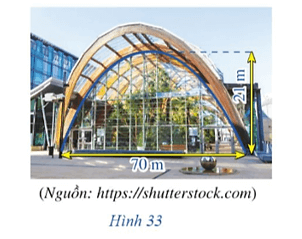 21 m
70 m
(Nguồn: https://shutterstock.com)
Hình 33